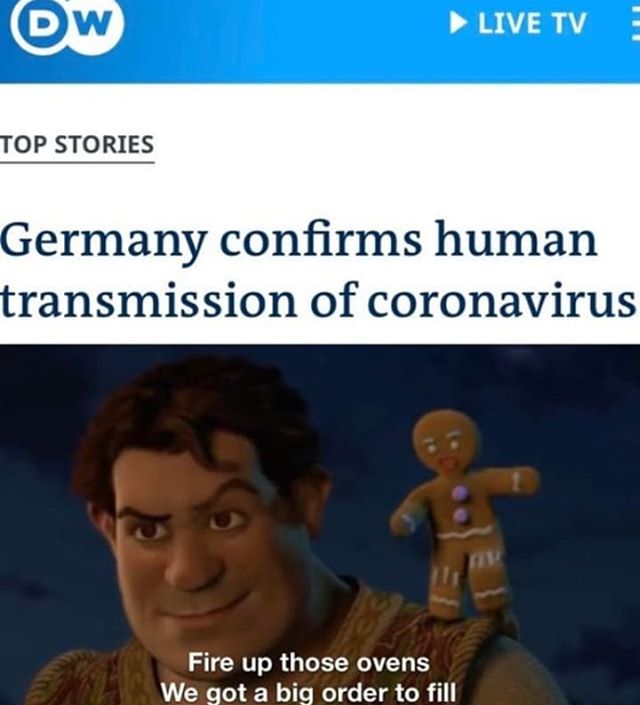 DW
LIVE TV
TOP STORIES
Germany confirms human
transmission of coronavirus
Fire up those ovens
We got a big order to fill